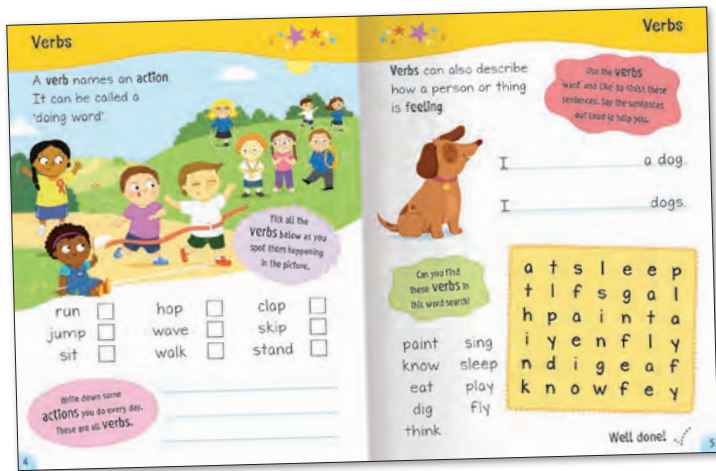 Verbs
A verb names an action.
It can be called a
'doing word'.
Tick all the
verbs below as you
spot them happening
in the picture.
run hop clap
jump wave skip
sit walk stand
Write down some
actions you do every day.
These are all verbs.
4
Verbs
Verbs can also describe
how a person or thing
is feeling.
Use the verbs
'want' and 'like' to finish these
sentences. Say the sentences
out loud to help you.
I a dog.
I dogs.
Can you find
these verbs in
this word search?
paint sing
know sleep
eat play
dig fly
think
a t s l e e p
t l f s g a l
h p a i n t a
i y e n f l y
n d i g e a f
k n o w f e y
Well done!
5